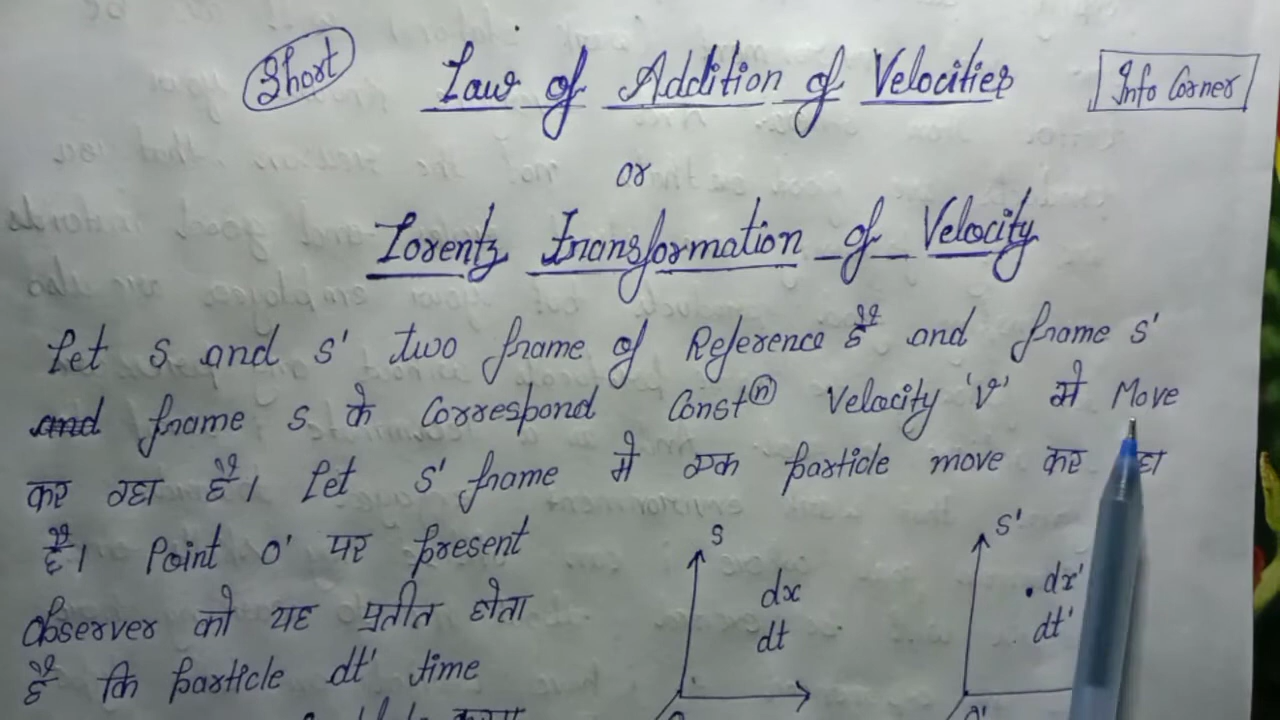 Short
Law of Addition of Velocities
Info Corner
or
Lorentz Transformation of Velocity
Let S and S' two frame of Reference हैं and frame S'
and frame S के Correspond Constⁿ Velocity 'v' में Move
कर रहा है। Let S' frame में एक particle move कर रहा
है। Point O' पर present
Observer को यह प्रतीत होता
है कि particle dt' time
S
dx
dt
S'
dx'
dt'
O'